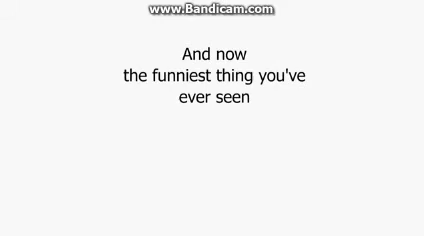 www.Bandicam.com
And now
the funniest thing you've
ever seen